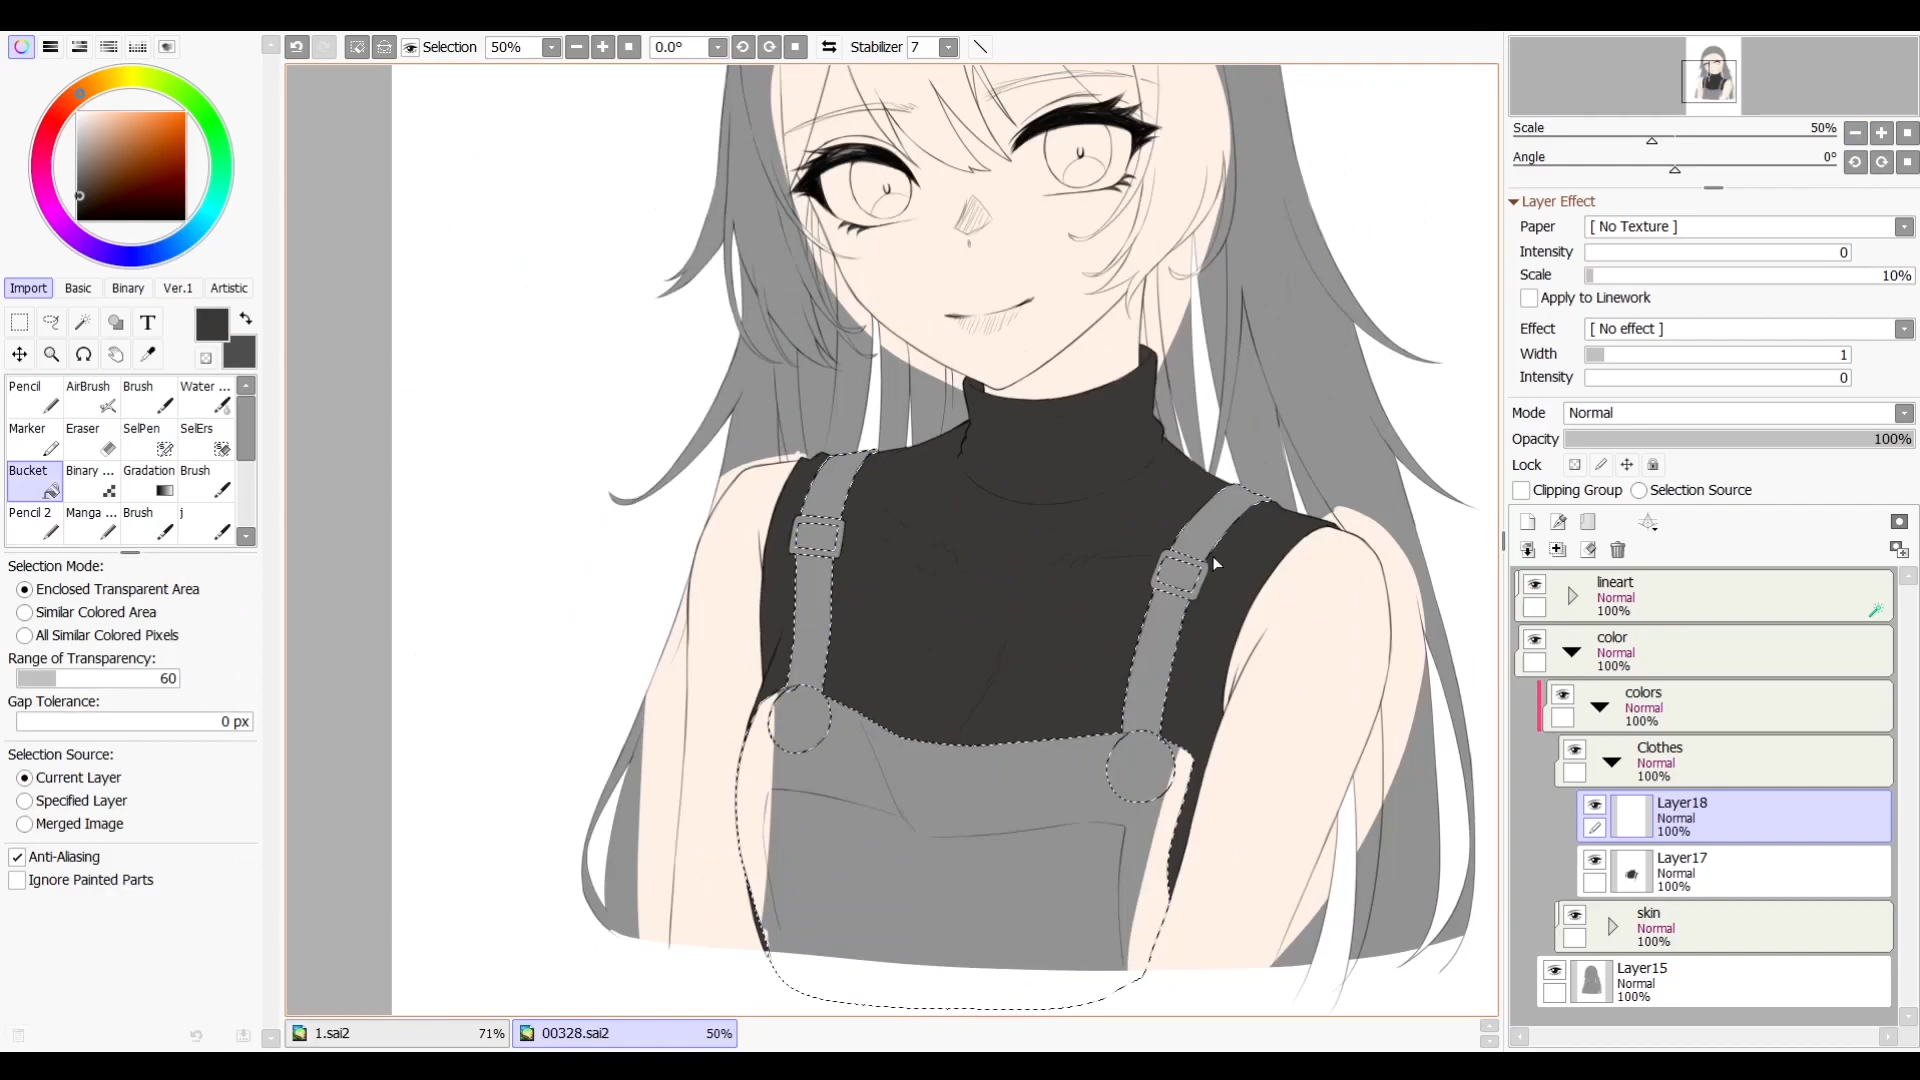 Selection 50% 0.0° Stabilizer 7
Import Basic Binary Ver.1 Artistic
T
Pencil AirBrush Brush Water ...
Marker Eraser SelPen SelErs
Bucket Binary ... Gradation Brush
Pencil 2 Manga ... Brush j
Selection Mode:
Enclosed Transparent Area
Similar Colored Area
All Similar Colored Pixels
Range of Transparency:
60
Gap Tolerance:
0 px
Selection Source:
Current Layer
Specified Layer
Merged Image
Anti-Aliasing
Ignore Painted Parts
1.sai2 71% 00328.sai2 50%
Scale 50%
Angle 0°
Layer Effect
Paper [ No Texture ]
Intensity 0
Scale 10%
Apply to Linework
Effect [ No effect ]
Width 1
Intensity 0
Mode Normal
Opacity 100%
Lock
Clipping Group Selection Source
lineart
Normal
100%
color
Normal
100%
colors
Normal
100%
Clothes
Normal
100%
Layer18
Normal
100%
Layer17
Normal
100%
skin
Normal
100%
Layer15
Normal
100%